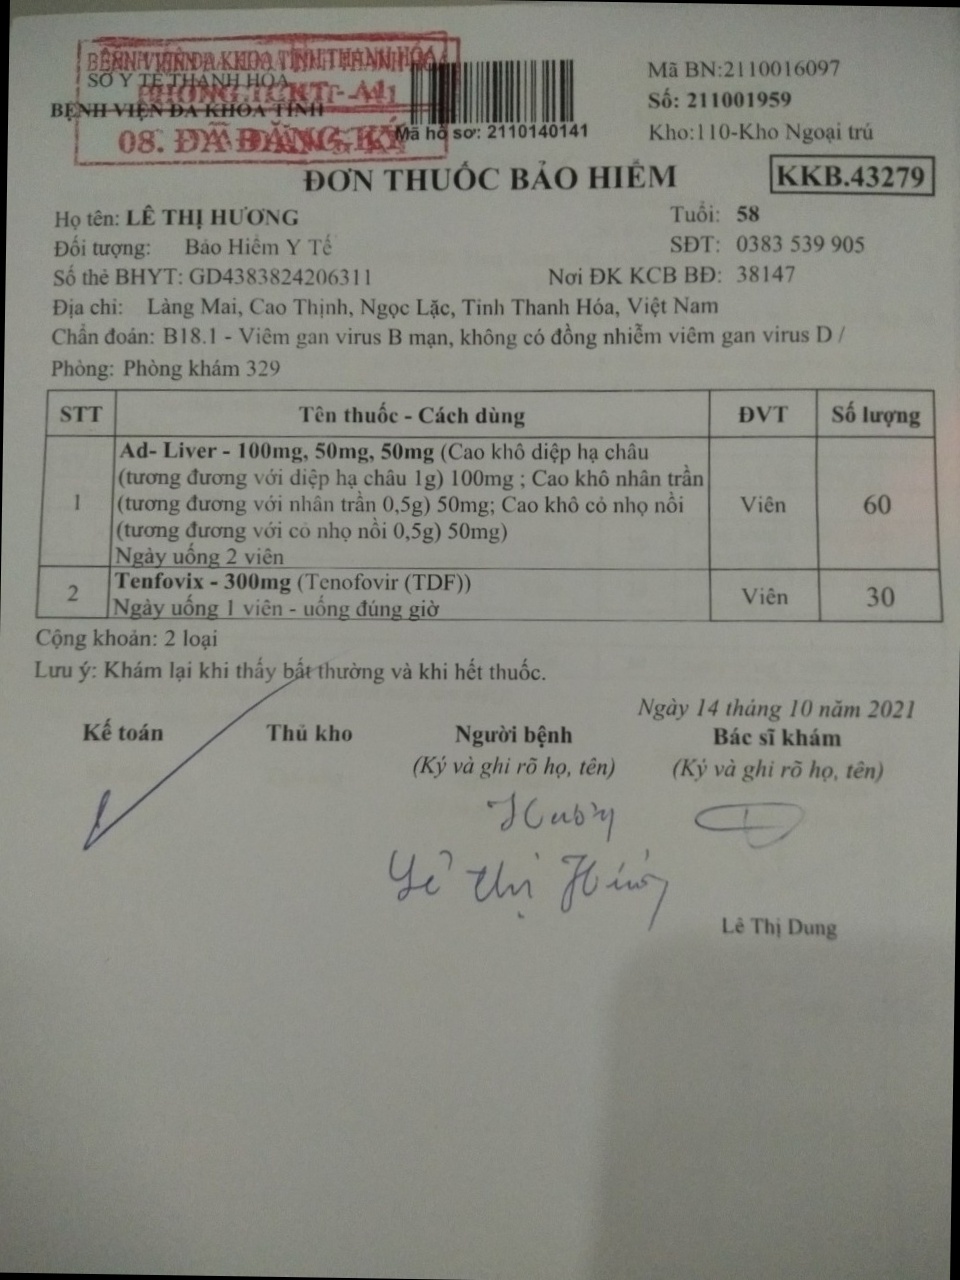 BỆNH VIỆN ĐA KHOA TỈNH THANH HÓA
SỞ Y TẾ THANH HÓA
BỆNH VIỆN ĐA KHOA TỈNH
08. ĐÃ ĐĂNG KÝ
Mã hồ sơ: 2110140141
Mã BN:2110016097
Số: 211001959
Kho:110-Kho Ngoại trú
ĐƠN THUỐC BẢO HIỂM
KKB.43279
Họ tên: LÊ THỊ HƯƠNG
Tuổi: 58
Đối tượng: Bảo Hiểm Y Tế
SĐT: 0383 539 905
Số thẻ BHYT: GD4383824206311
Nơi ĐK KCB BĐ: 38147
Địa chỉ: Làng Mai, Cao Thịnh, Ngọc Lặc, Tỉnh Thanh Hóa, Việt Nam
Chẩn đoán: B18.1 - Viêm gan virus B mạn, không có đồng nhiễm viêm gan virus D /
Phòng: Phòng khám 329
STT Tên thuốc - Cách dùng ĐVT Số lượng
1 Ad- Liver - 100mg, 50mg, 50mg (Cao khô diệp hạ châu
(tương đương với diệp hạ châu 1g) 100mg ; Cao khô nhân trần
(tương đương với nhân trần 0,5g) 50mg; Cao khô cỏ nhọ nồi
(tương đương với cỏ nhọ nồi 0,5g) 50mg)
Ngày uống 2 viên
Viên 60
2 Tenfovix - 300mg (Tenofovir (TDF))
Ngày uống 1 viên - uống đúng giờ
Viên 30
Cộng khoản: 2 loại
Lưu ý: Khám lại khi thấy bất thường và khi hết thuốc.
Ngày 14 tháng 10 năm 2021
Kế toán Thủ kho Người bệnh Bác sĩ khám
(Ký và ghi rõ họ, tên) (Ký và ghi rõ họ, tên)
Hương
Lê Thị Hương
Lê Thị Dung